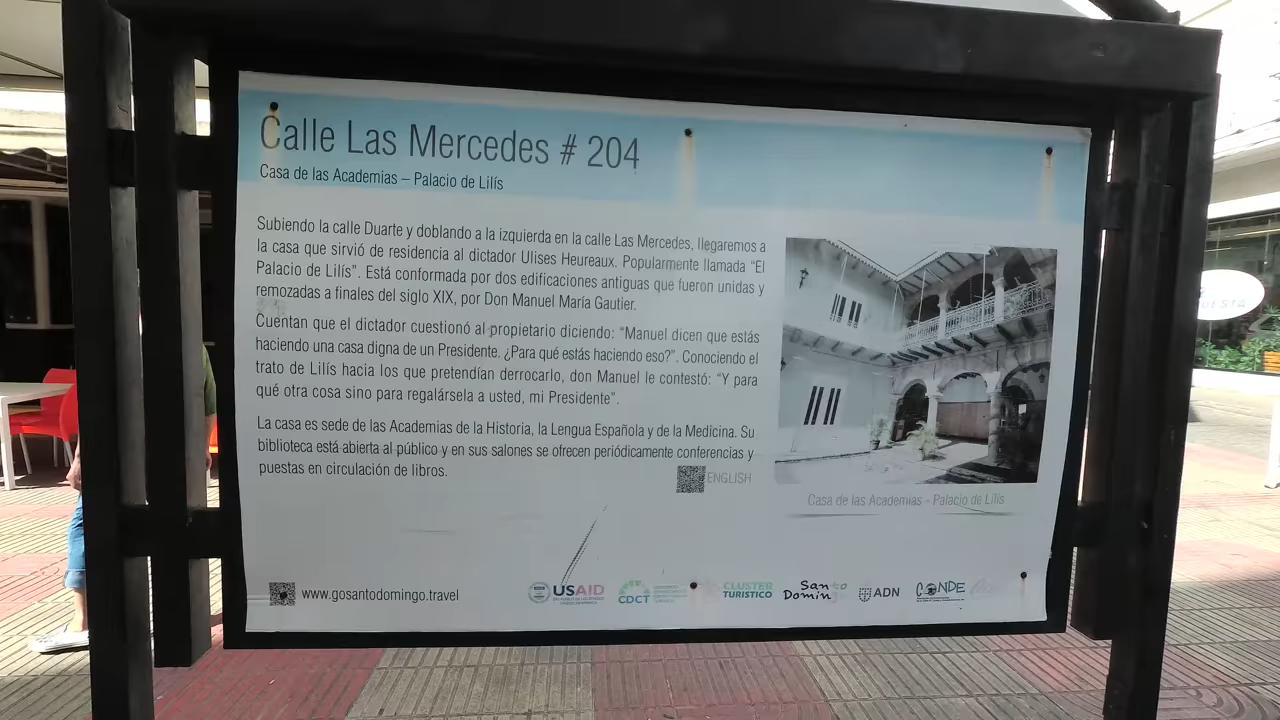 Calle Las Mercedes # 204
Casa de las Academias – Palacio de Lilís
Subiendo la calle Duarte y doblando a la izquierda en la calle Las Mercedes, llegaremos a
la casa que sirvió de residencia al dictador Ulises Heureaux. Popularmente llamada “El
Palacio de Lilís”. Está conformada por dos edificaciones antiguas que fueron unidas y
remozadas a finales del siglo XIX, por Don Manuel María Gautier.
Cuentan que el dictador cuestionó al propietario diciendo: “Manuel dicen que estás
haciendo una casa digna de un Presidente. ¿Para qué estás haciendo eso?”. Conociendo el
trato de Lilís hacia los que pretendían derrocarlo, don Manuel le contestó: “Y para
qué otra cosa sino para regalársela a usted, mi Presidente”.
La casa es sede de las Academias de la Historia, la Lengua Española y de la Medicina. Su
biblioteca está abierta al público y en sus salones se ofrecen periódicamente conferencias y
puestas en circulación de libros.
ENGLISH
Casa de las Academias - Palacio de Lilís
www.gosantodomingo.travel
USAID
CDCT
CLUSTER
TURISTICO
Santo
Domingo
ADN
CONDE